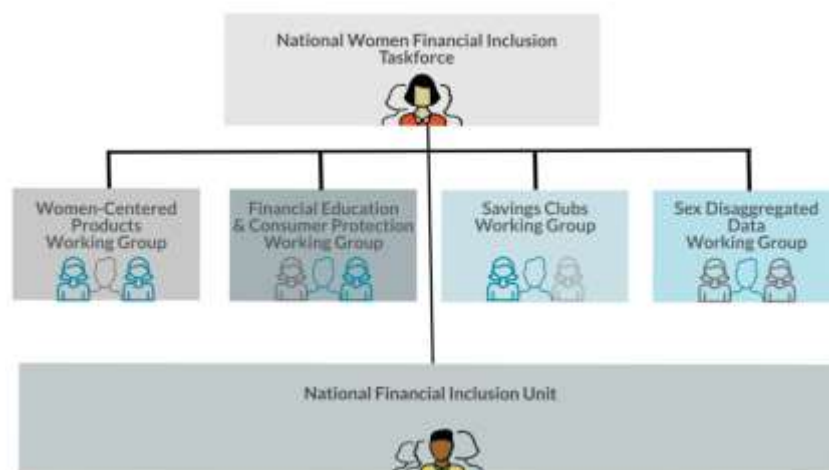 National Women Financial Inclusion
Taskforce
Women-Centered
Products
Working Group
Financial Education
& Consumer Protection
Working Group
Savings Clubs
Working Group
Sex Disaggregated
Data
Working Group
National Financial Inclusion Unit